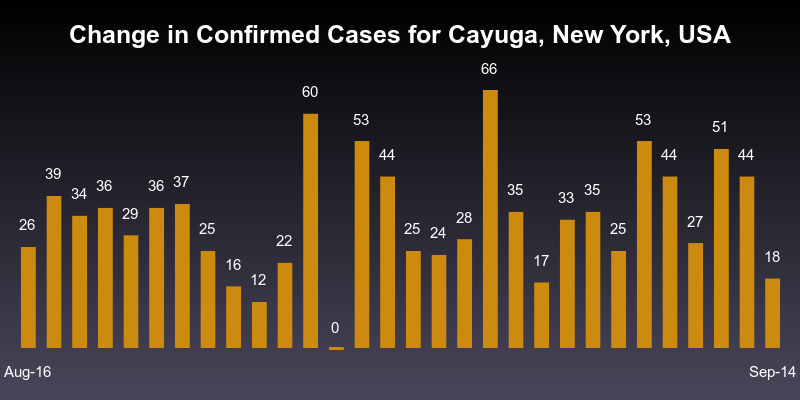 Change in Confirmed Cases for Cayuga, New York, USA
26 39 34 36 29 36 37 25 16 12 22 60 0 53 44 25 24 28 66 35 17 33 35 25 53 44 27 51 44 18
Aug-16 Sep-14